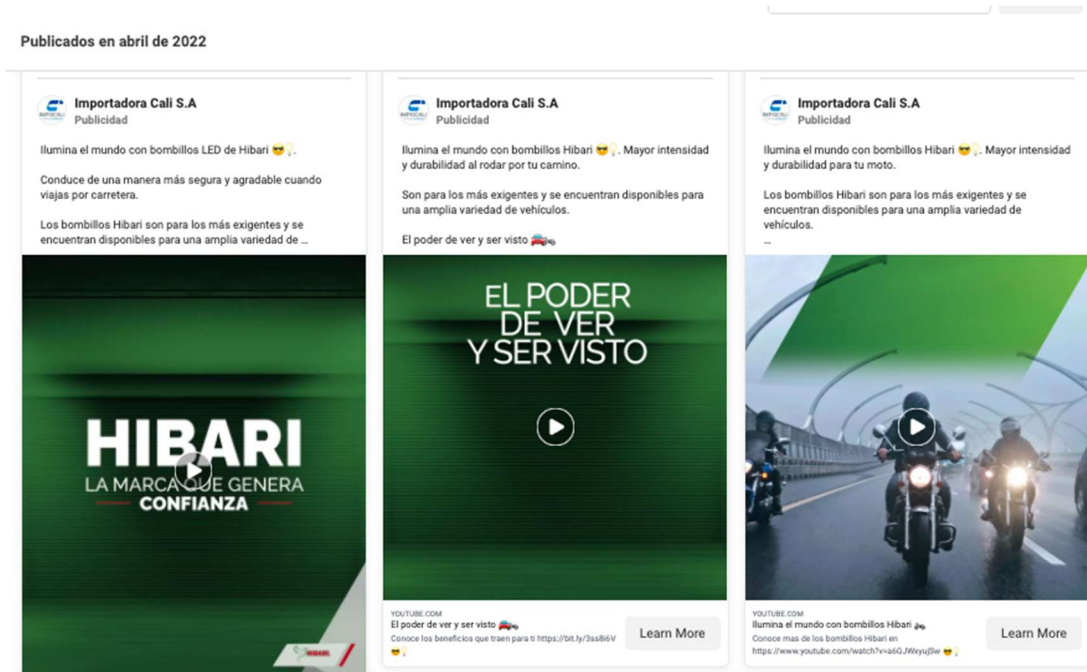 Publicados en abril de 2022
Importadora Cali S.A
Publicidad
Ilumina el mundo con bombillos LED de Hibari 😎💡.
Conduce de una manera más segura y agradable cuando
viajas por carretera.
Los bombillos Hibari son para los más exigentes y se
encuentran disponibles para una amplia variedad de ...
HIBARI
LA MARCA QUE GENERA
CONFIANZA
HIBARI
Importadora Cali S.A
Publicidad
Ilumina el mundo con bombillos Hibari 😎💡. Mayor intensidad
y durabilidad al rodar por tu camino.
Son para los más exigentes y se encuentran disponibles para
una amplia variedad de vehículos.
El poder de ver y ser visto 🚘🏍
EL PODER
DE VER
Y SER VISTO
YOUTUBE.COM
El poder de ver y ser visto 🚘🏍
Conoce los beneficios que traen para ti https://bit.ly/3ss8i6V
😎💡
Learn More
Importadora Cali S.A
Publicidad
Ilumina el mundo con bombillos Hibari 😎💡. Mayor intensidad
y durabilidad para tu moto.
Los bombillos Hibari son para los más exigentes y se
encuentran disponibles para una amplia variedad de
vehículos.
...
YOUTUBE.COM
Ilumina el mundo con bombillos Hibari 🏍
Conoce mas de los bombillos Hibari en
https://www.youtube.com/watch?v=a6GJWxyujSw 😎💡
Learn More